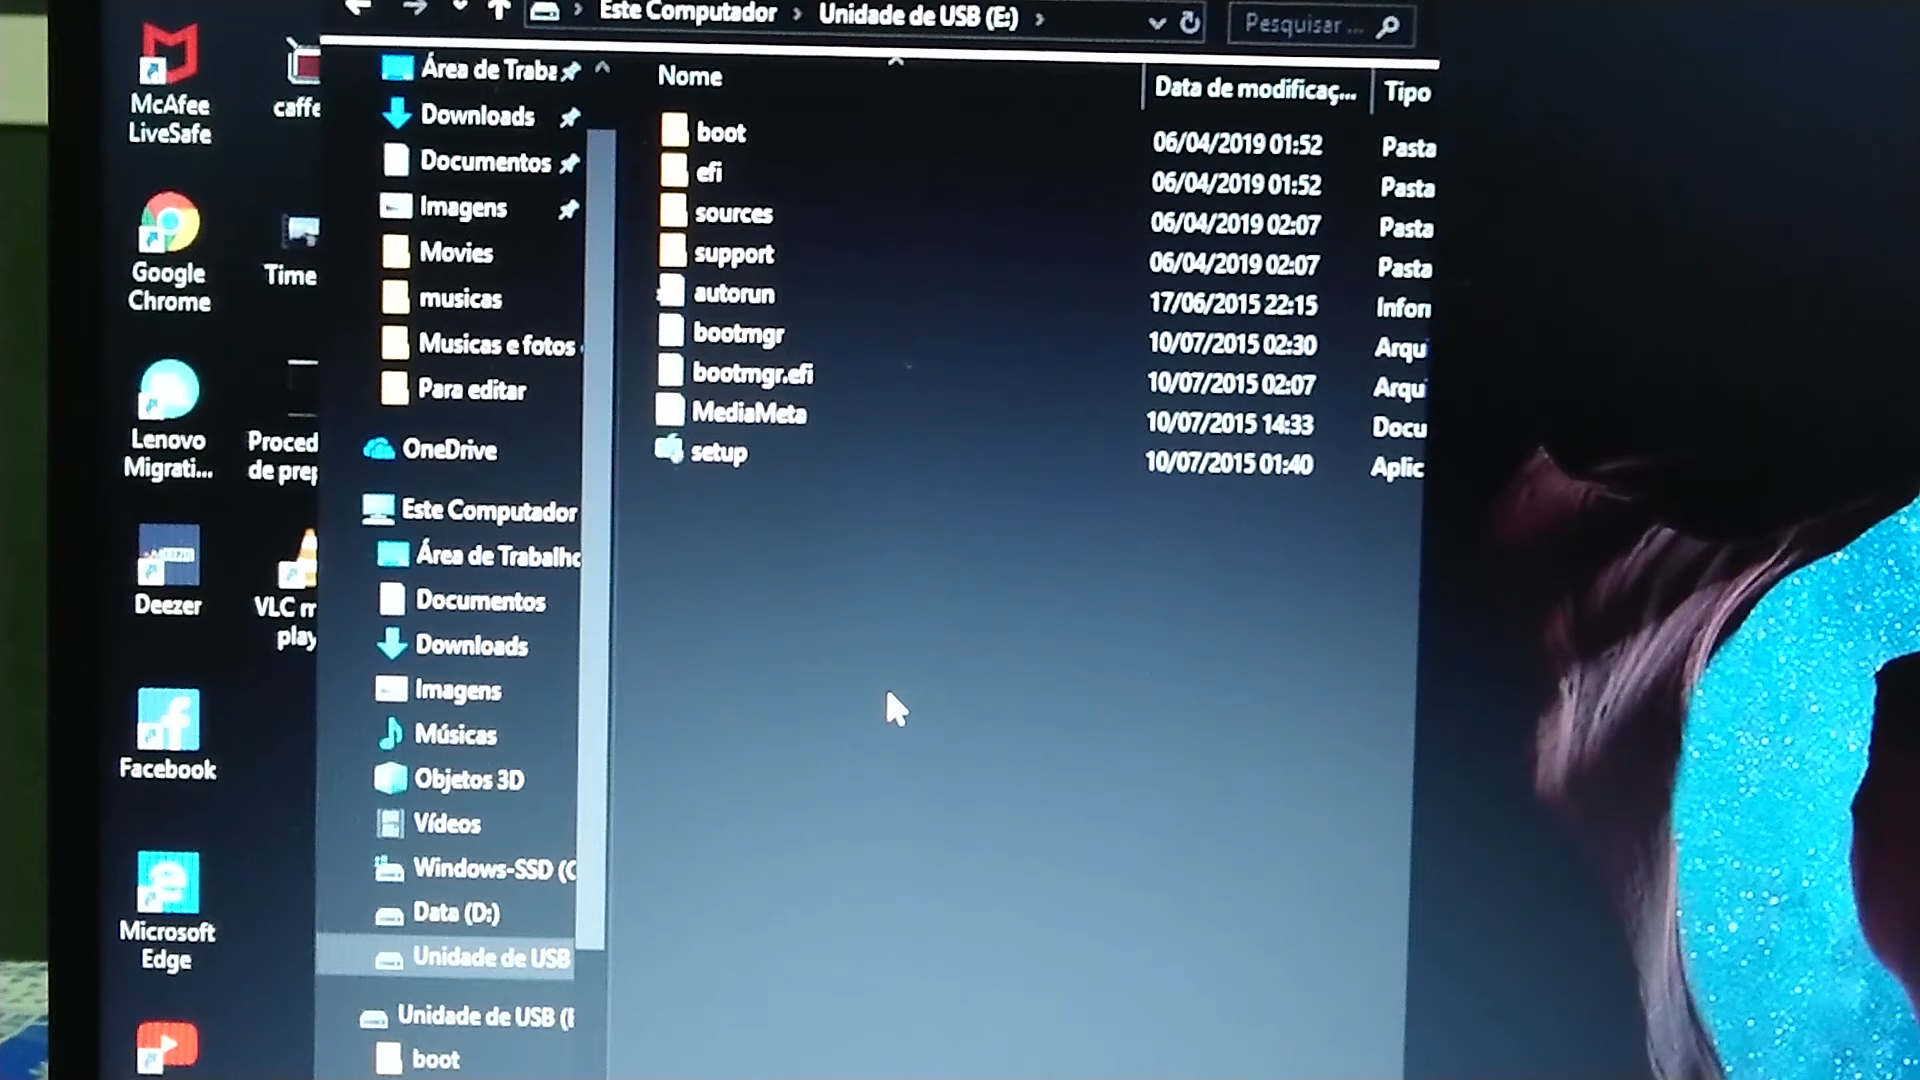 Este Computador > Unidade de USB (E:) >
Pesquisar ...
McAfee
LiveSafe
Google
Chrome
Lenovo
Migrati...
Deezer
Facebook
Microsoft
Edge
caffe
Time
Proced
de prep
VLC m
play
Área de Traba
Downloads
Documentos
Imagens
Movies
musicas
Musicas e fotos
Para editar
OneDrive
Este Computador
Área de Trabalho
Documentos
Downloads
Imagens
Músicas
Objetos 3D
Vídeos
Windows-SSD (C
Data (D:)
Unidade de USB
Unidade de USB (E
boot
Nome Data de modificaç... Tipo
boot 06/04/2019 01:52 Pasta
efi 06/04/2019 01:52 Pasta
sources 06/04/2019 02:07 Pasta
support 06/04/2019 02:07 Pasta
autorun 17/06/2015 22:15 Infor
bootmgr 10/07/2015 02:30 Arqui
bootmgr.efi 10/07/2015 02:07 Arqui
MediaMeta 10/07/2015 14:33 Docu
setup 10/07/2015 01:40 Aplic